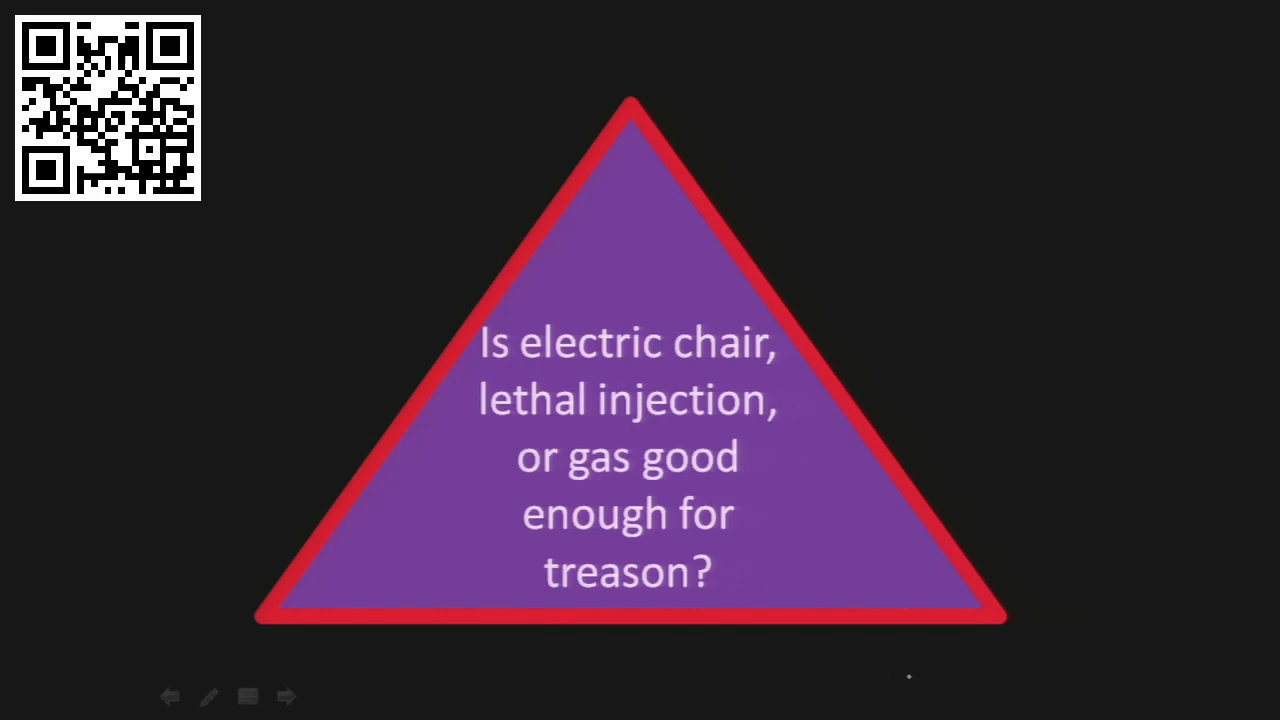 Is electric chair,
lethal injection,
or gas good
enough for
treason?